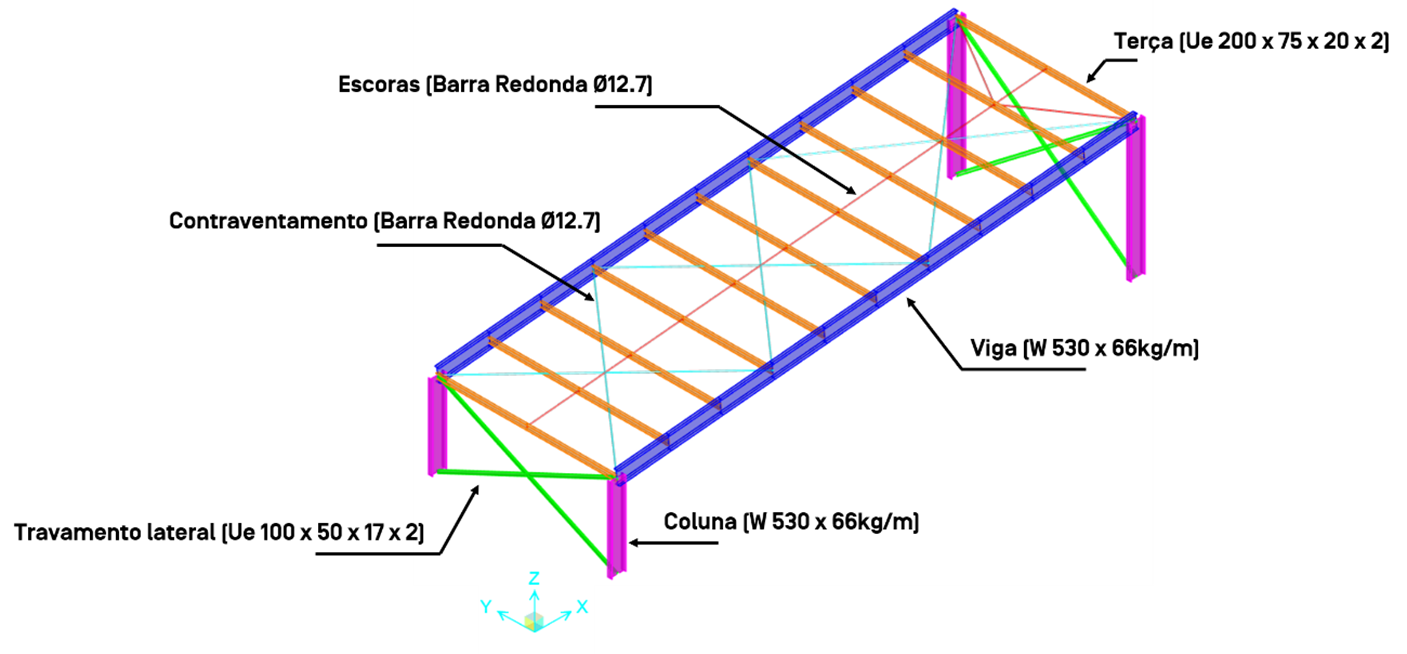 Terça (Ue 200 x 75 x 20 x 2)
Escoras (Barra Redonda Ø12.7)
Contraventamento (Barra Redonda Ø12.7)
Viga (W 530 x 66kg/m)
Coluna (W 530 x 66kg/m)
Travamento lateral (Ue 100 x 50 x 17 x 2)
Z
Y X